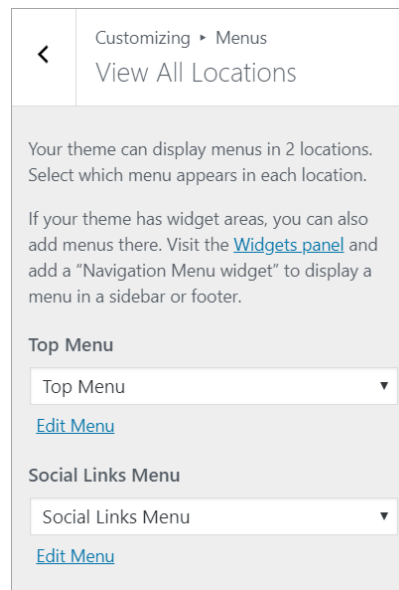 Customizing ▸ Menus
View All Locations
Your theme can display menus in 2 locations.
Select which menu appears in each location.
If your theme has widget areas, you can also
add menus there. Visit the Widgets panel and
add a “Navigation Menu widget” to display a
menu in a sidebar or footer.
Top Menu
Top Menu
Edit Menu
Social Links Menu
Social Links Menu
Edit Menu